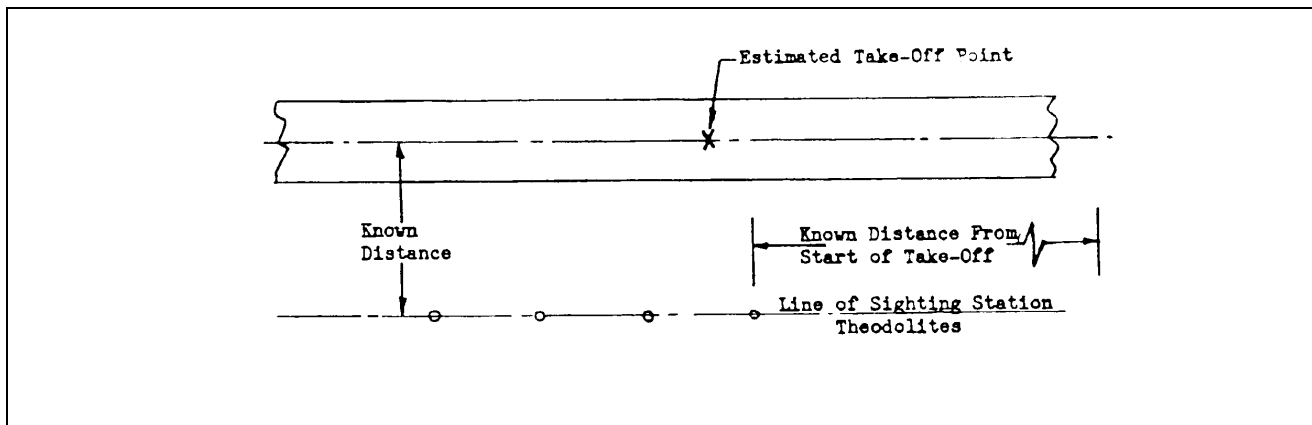 Estimated Take-Off Point
Known
Distance
Known Distance From
Start of Take-Off
Line of Sighting Station
Theodolites